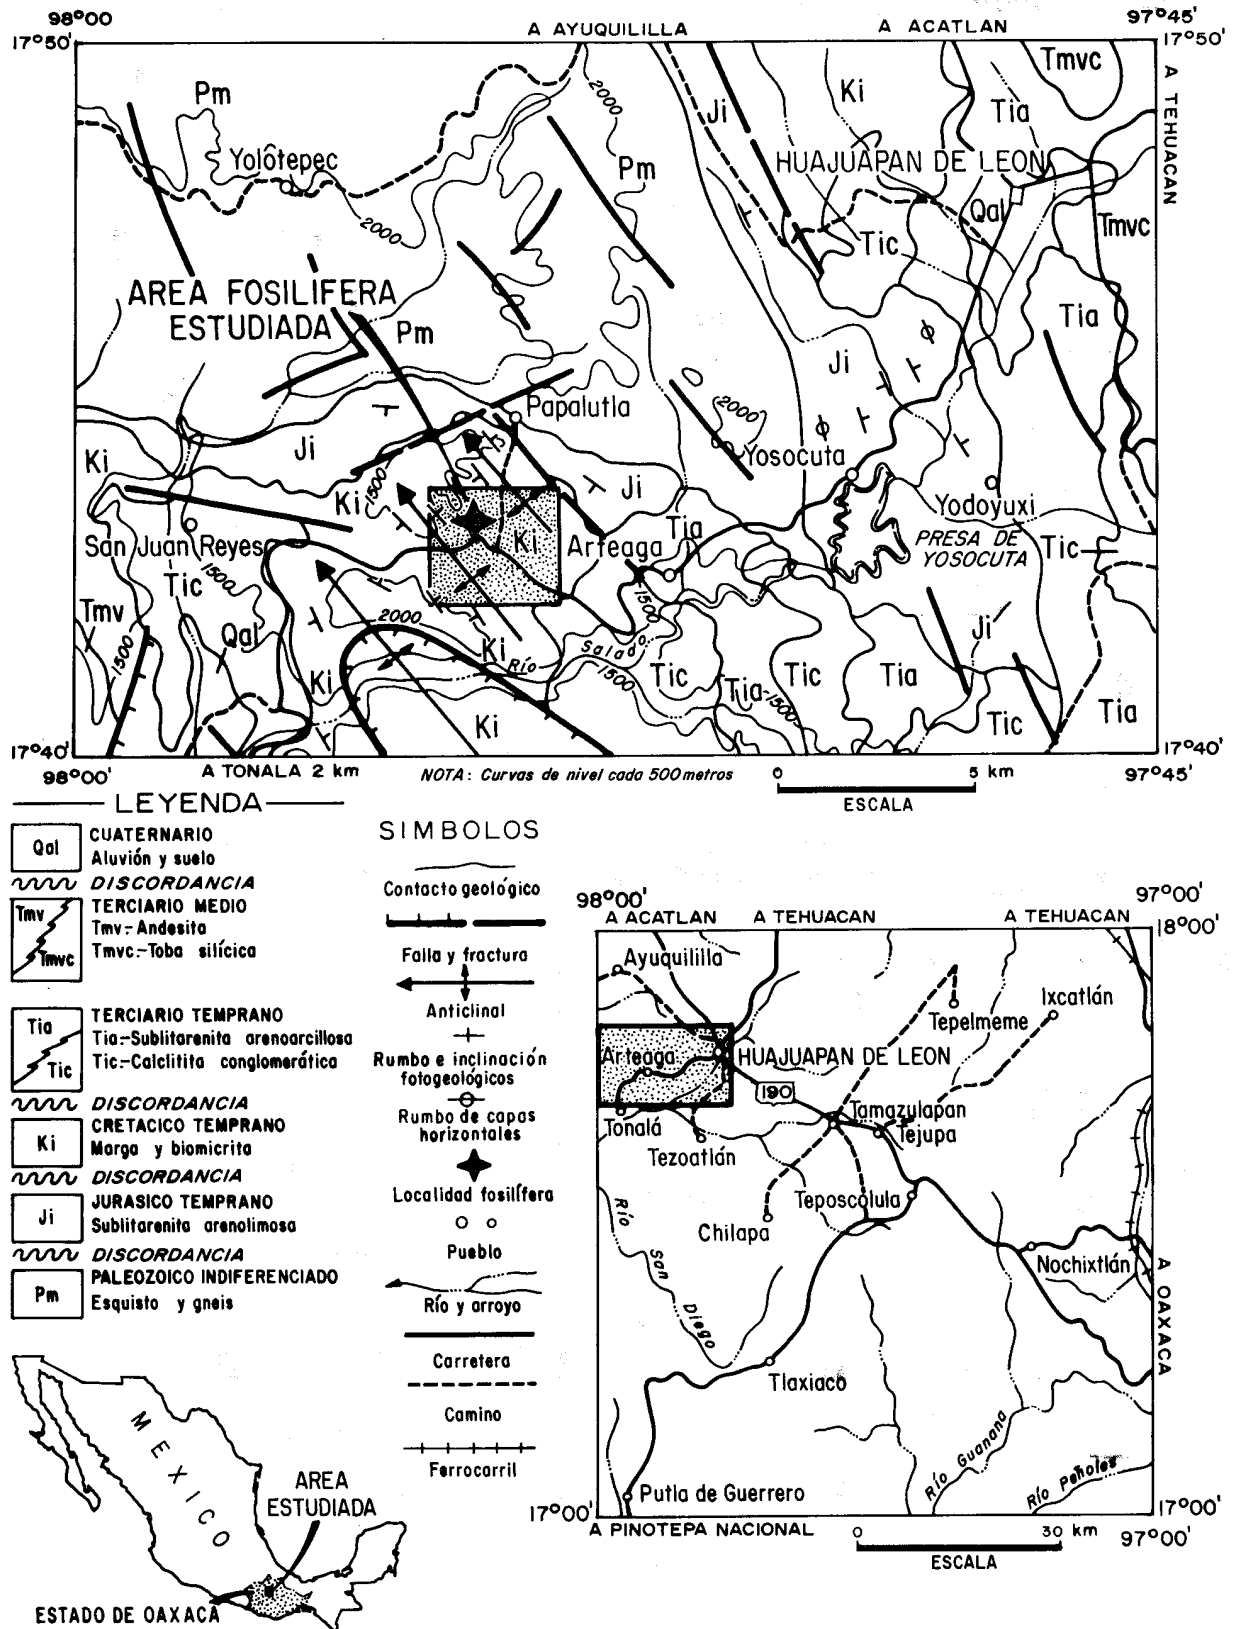 98°00'
97°45'
17°50'
A AYUQUILILLA
A ACATLAN
17°50'
A TEHUACAN
Pm
2000
Ji
Ki
Tmvc
Tia
Yolótepec
Pm
HUAJUAPAN DE LEON
Qal
Tmvc
2000
Tic
AREA FOSILIFERA
ESTUDIADA
Pm
Tia
Ji
2000
Papalutla
Ki
Ji
Yosocuta
Ki
1500
Ji
Yodoyuxi
San Juan Reyes
Ki
Arteaga
Tia
PRESA DE
YOSOCUTA
Tic
1500
Tic
Tmv
Qal
2000
1500
Ji
1500
Ki
Río
Salado
Ki
1500
Tic
Tia
1500
Tic
Tia
Tic
Tia
Ki
17°40'
17°40'
98°00'
A TONALA 2 km
NOTA: Curvas de nivel cada 500 metros
0
5 km
97°45'
ESCALA
LEYENDA
Qal
CUATERNARIO
Aluvión y suelo
DISCORDANCIA
Tmv
Tmvc
TERCIARIO MEDIO
Tmv.-Andesita
Tmvc.-Toba silícica
Tia
Tic
TERCIARIO TEMPRANO
Tia.-Sublitarenita arenoarcillosa
Tic.-Calclitita conglomerática
DISCORDANCIA
Ki
CRETACICO TEMPRANO
Marga y biomicrita
DISCORDANCIA
Ji
JURASICO TEMPRANO
Sublitarenita arenolimosa
DISCORDANCIA
Pm
PALEOZOICO INDIFERENCIADO
Esquisto y gneis
SIMBOLOS
Contacto geológico
Falla y fractura
Anticlinal
Rumbo e inclinación
fotogeológicos
Rumbo de capas
horizontales
Localidad fosilífera
Pueblo
Río y arroyo
Carretera
Camino
Ferrocarril
98°00'
97°00'
A ACATLAN
A TEHUACAN
A TEHUACAN
18°00'
Ayuquililla
Ixcatlán
Tepelmeme
Arteaga
HUAJUAPAN DE LEON
190
Tonalá
Tamazulapan
Tejupa
Tezoatlán
Teposcolula
Chilapa
Río
San
Diego
Nochixtlán
A OAXACA
Tlaxiaco
Río Guanana
Río Peñoles
Putla de Guerrero
17°00'
17°00'
A PINOTEPA NACIONAL
0
30 km
97°00'
ESCALA
MEXICO
AREA
ESTUDIADA
ESTADO DE OAXACA